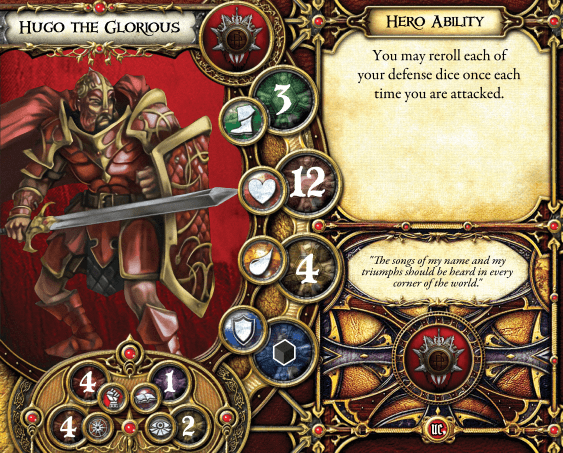 Hugo the Glorious
Hero Ability
You may reroll each of
your defense dice once each
time you are attacked.
3
12
4
"The songs of my name and my
triumphs should be heard in every
corner of the world."
4
1
4
2
UC